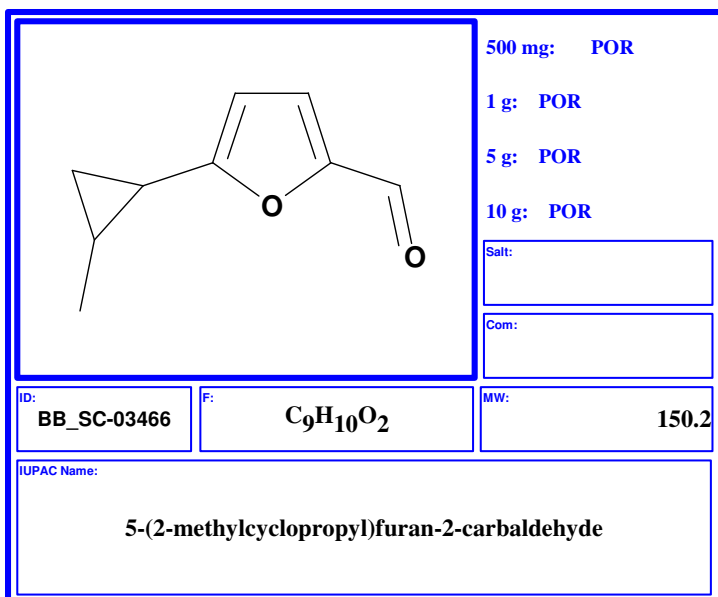 500 mg: POR
1 g: POR
5 g: POR
10 g: POR
O
O
Salt:
Com:
ID:
BB_SC-03466
F:
C9H10O2
MW:
150.2
IUPAC Name:
5-(2-methylcyclopropyl)furan-2-carbaldehyde